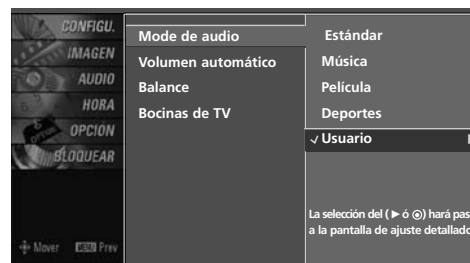 CONFIGU.
IMAGEN
AUDIO
HORA
OPCION
BLOQUEAR
Mover MENU Prev
Mode de audio
Volumen automático
Balance
Bocinas de TV
Estándar
Música
Película
Deportes
✓ Usuario
La selección del ( ► ó ◉) hará pas
a la pantalla de ajuste detallado